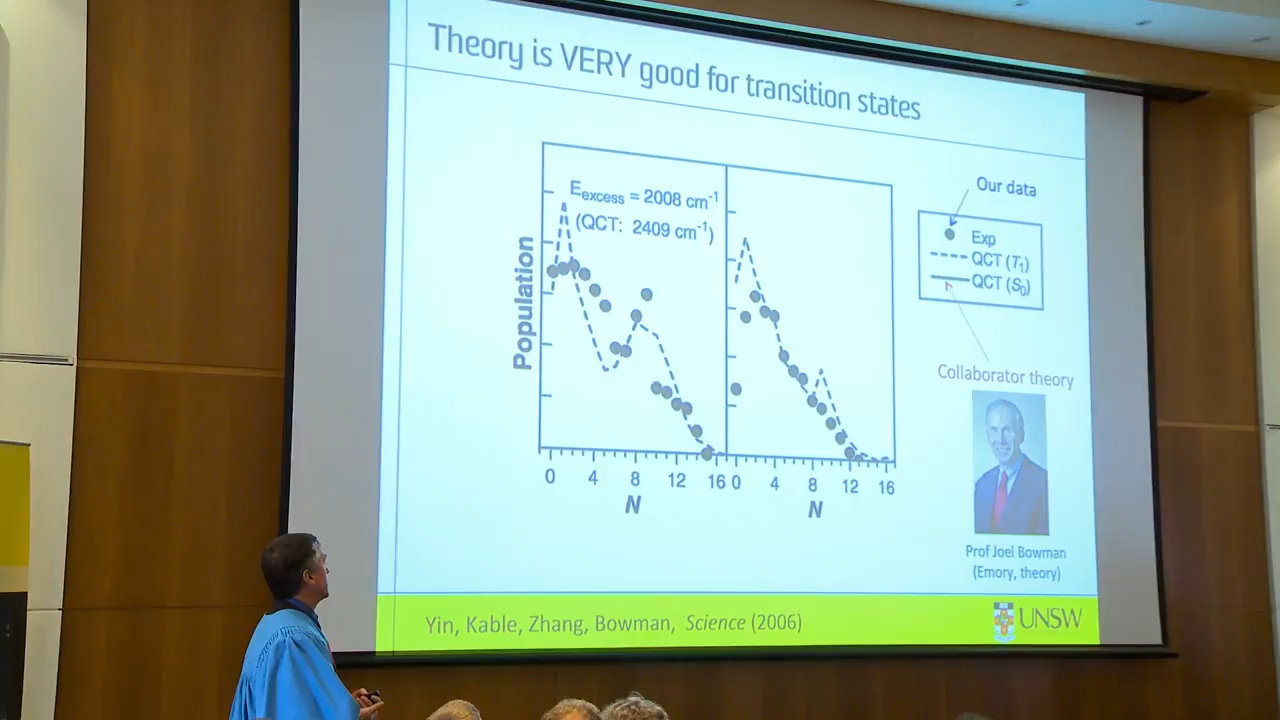 Theory is VERY good for transition states
E_excess = 2008 cm⁻¹
(QCT: 2409 cm⁻¹)
Population
0 4 8 12 16 0 4 8 12 16
N N
Our data
Exp
QCT (T₁)
QCT (S₀)
Collaborator theory
Prof Joel Bowman
(Emory, theory)
Yin, Kable, Zhang, Bowman, Science (2006)
UNSW